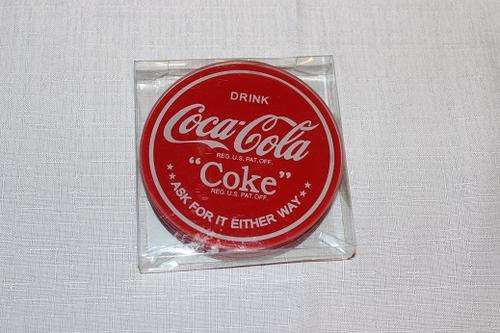 DRINK
Coca-Cola
REG. U.S. PAT. OFF.
"Coke"
REG. U.S. PAT. OFF.
ASK FOR IT EITHER WAY